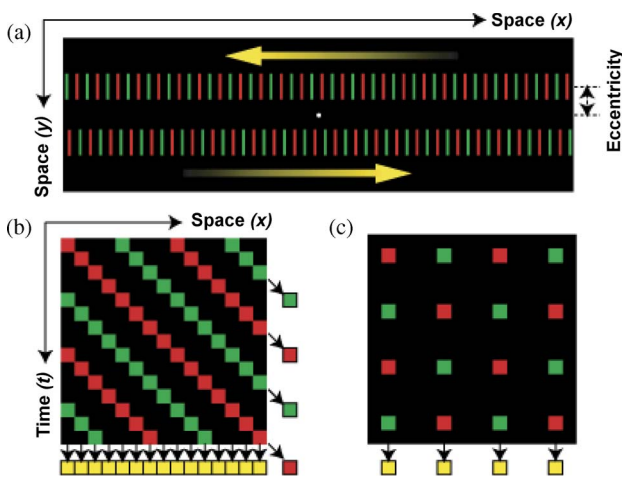 (a)
Space (x)
Space (y)
Eccentricity
(b)
Space (x)
Time (t)
(c)